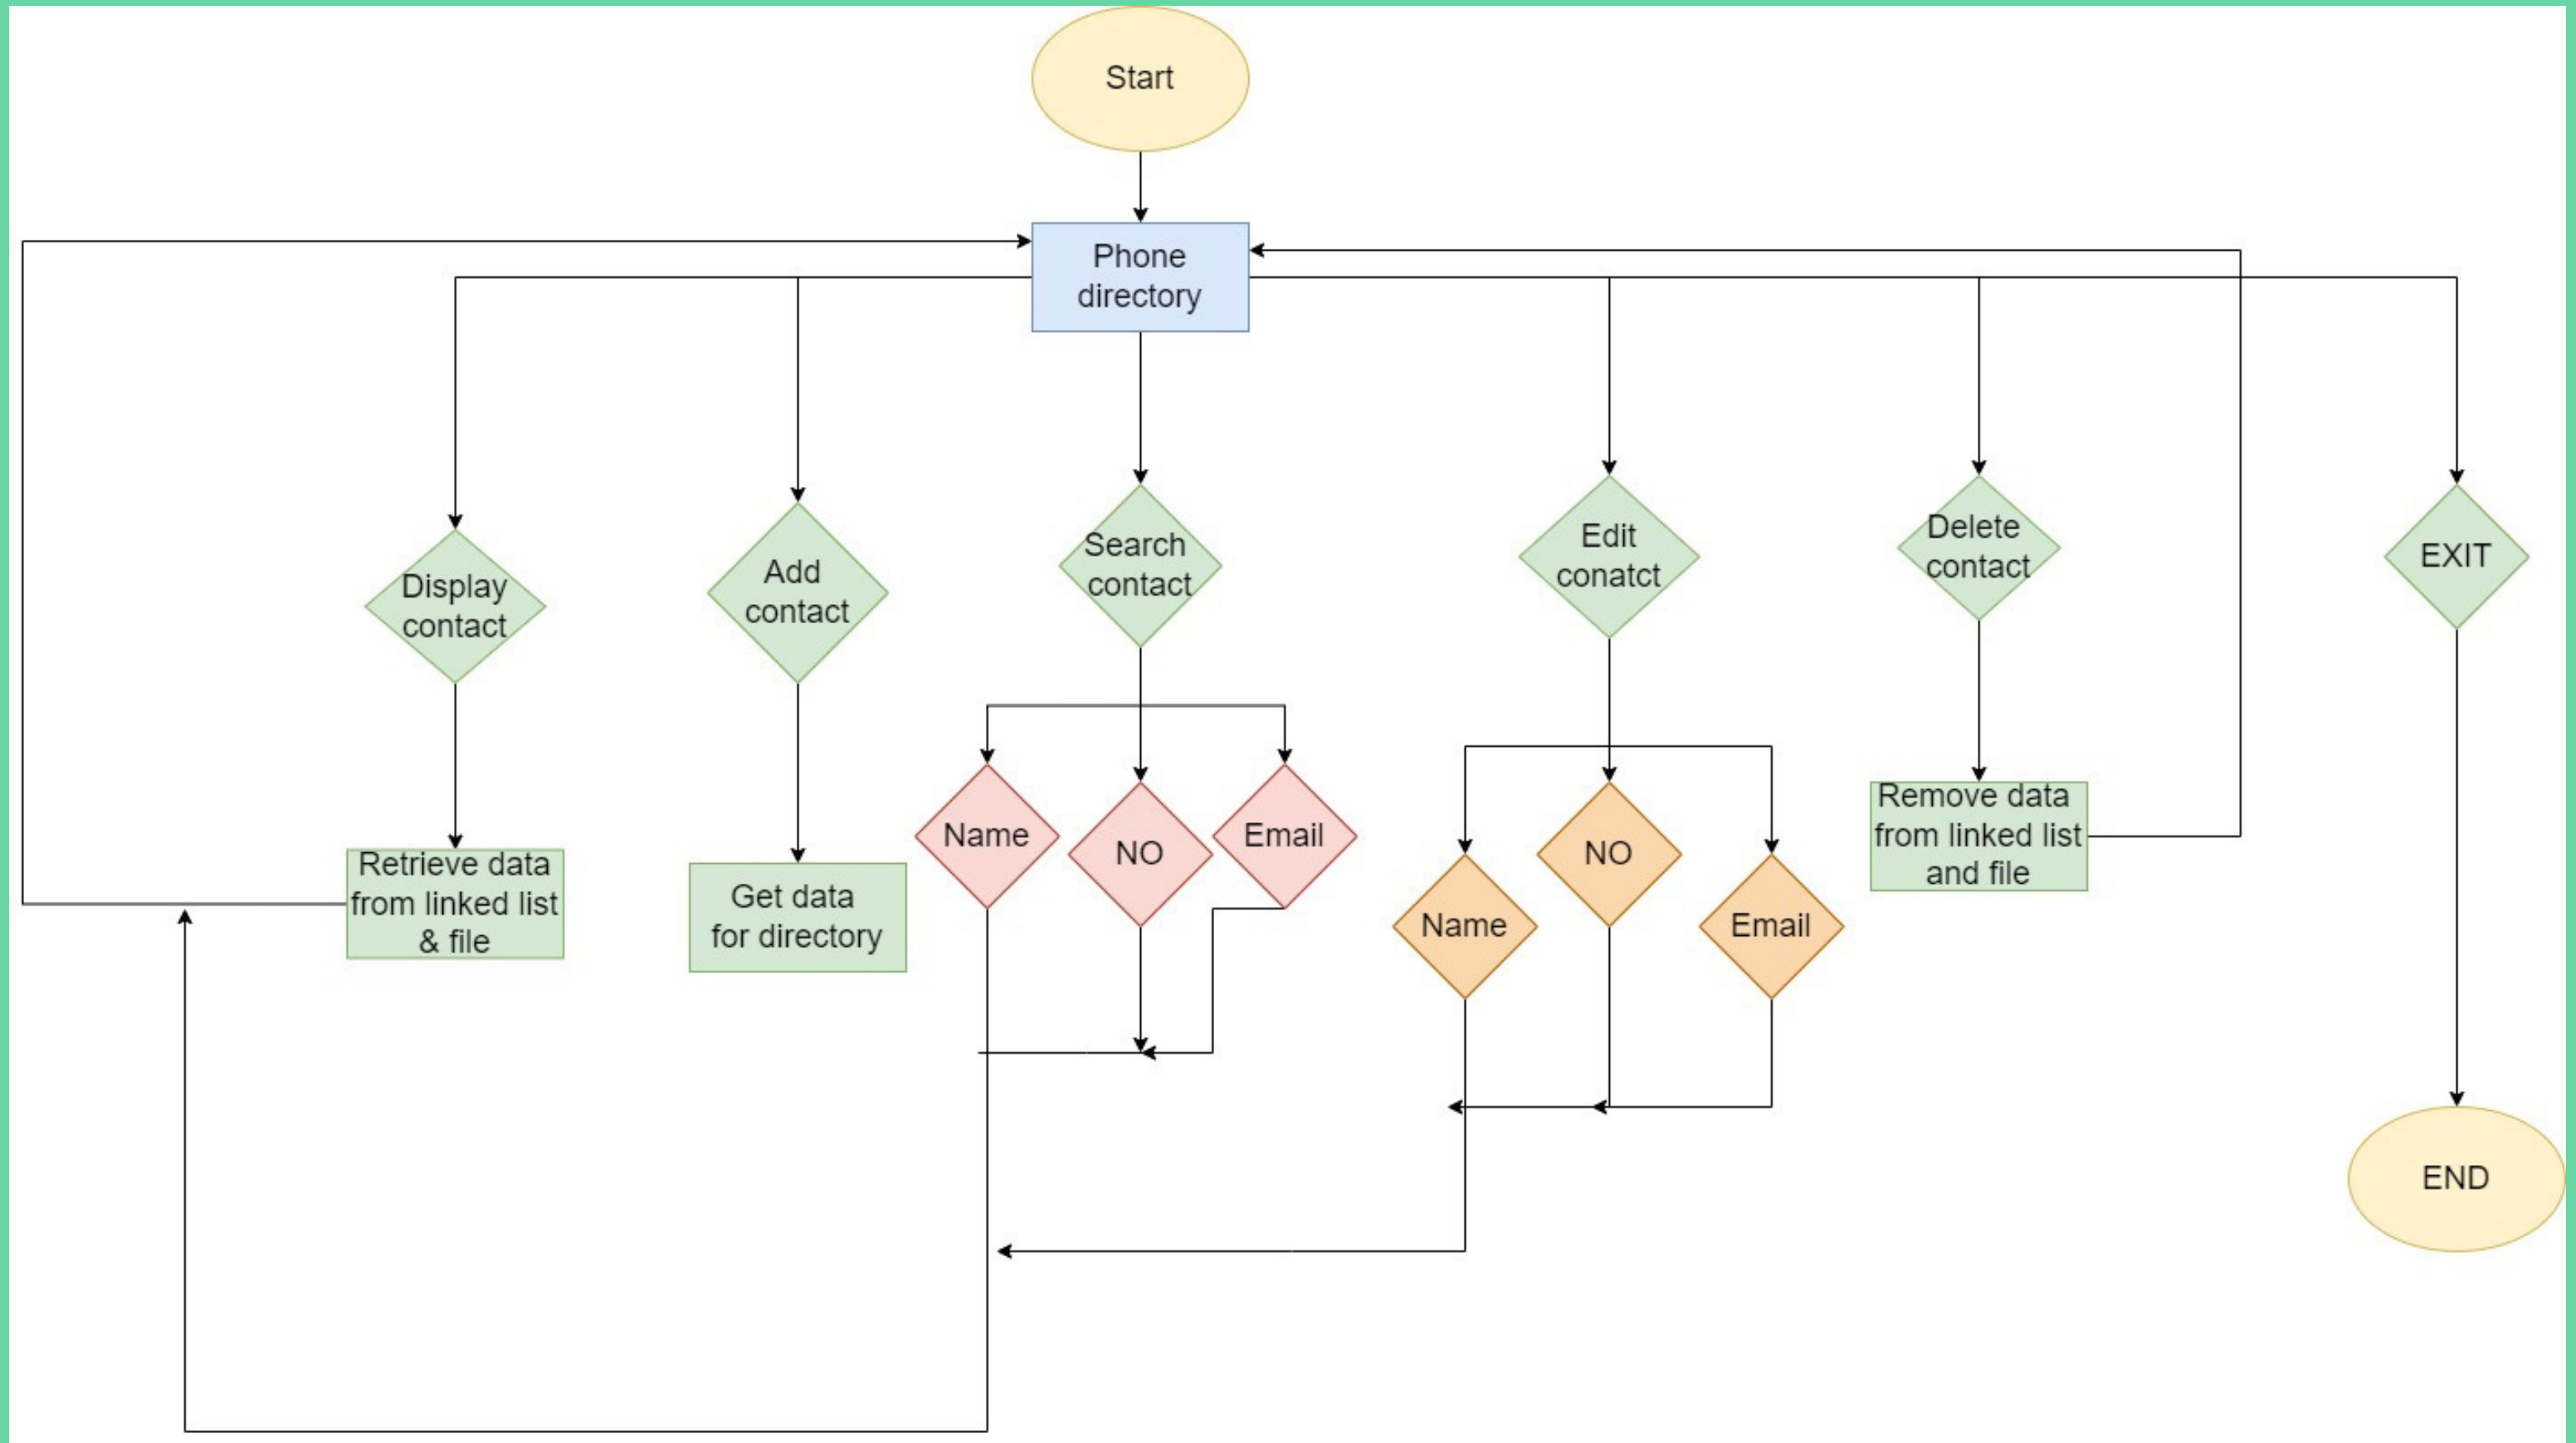 Start
Phone
directory
Display
contact
Add
contact
Search
contact
Edit
conatct
Delete
contact
EXIT
Retrieve data
from linked list
& file
Get data
for directory
Name
NO
Email
Name
NO
Email
Remove data
from linked list
and file
END